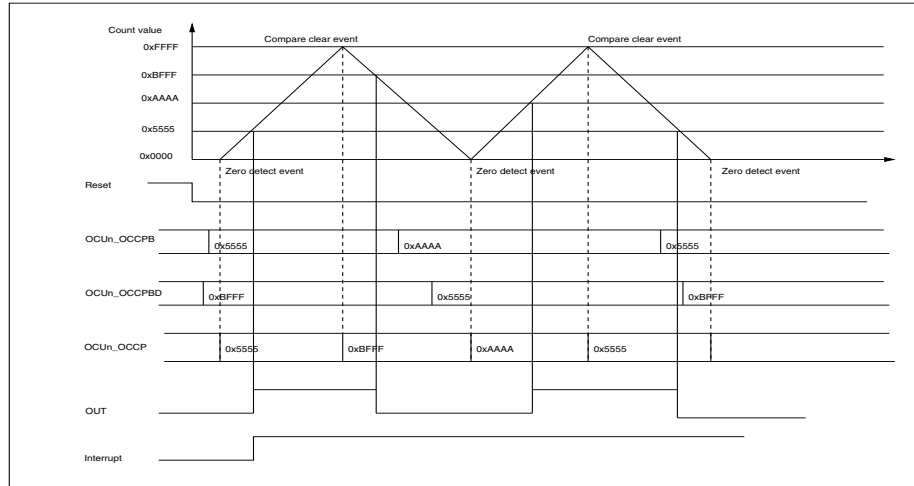 Count value
Compare clear event Compare clear event
0xFFFF
0xBFFF
0xAAAA
0x5555
0x0000
Zero detect event Zero detect event Zero detect event
Reset
OCUn_OCCPB 0x5555 0xAAAA 0x5555
OCUn_OCCPBD 0xBFFF 0x5555 0xBFFF
OCUn_OCCP 0x5555 0xBFFF 0xAAAA 0x5555
OUT
Interrupt